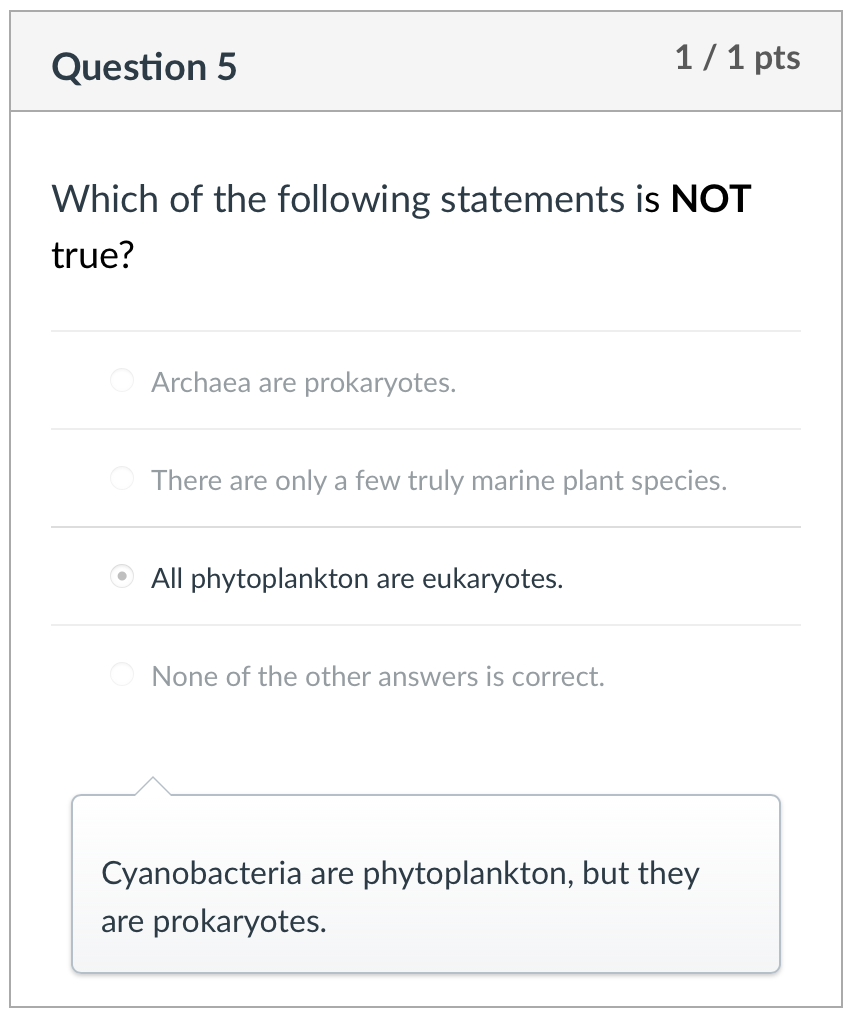 Question 5
1 / 1 pts
Which of the following statements is NOT
true?
Archaea are prokaryotes.
There are only a few truly marine plant species.
All phytoplankton are eukaryotes.
None of the other answers is correct.
Cyanobacteria are phytoplankton, but they
are prokaryotes.